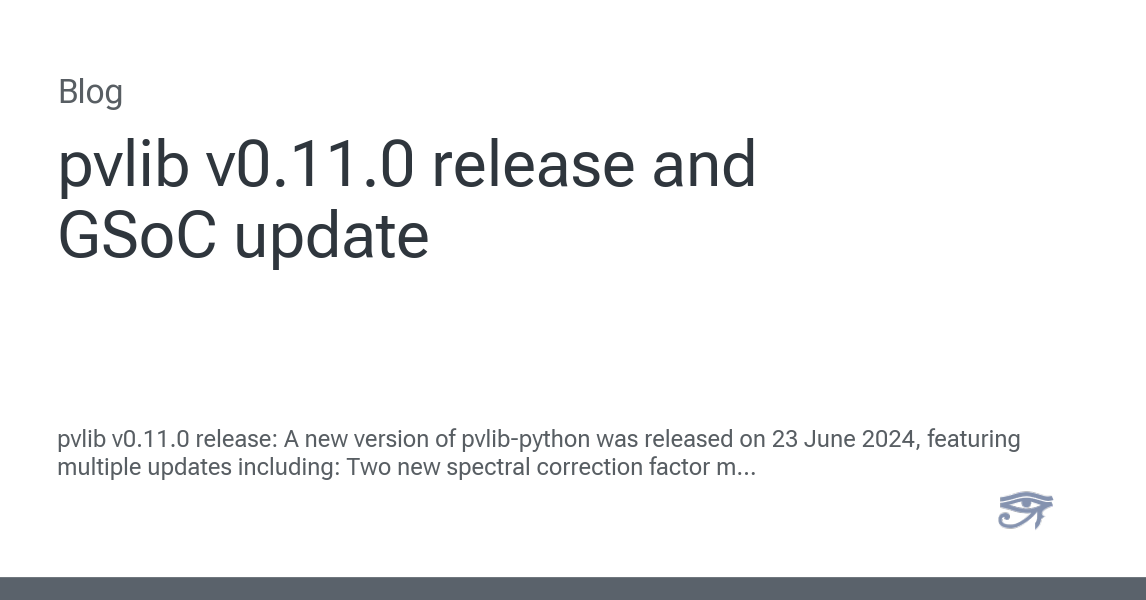 Blog
pvlib v0.11.0 release and
GSoC update
pvlib v0.11.0 release: A new version of pvlib-python was released on 23 June 2024, featuring
multiple updates including: Two new spectral correction factor m...